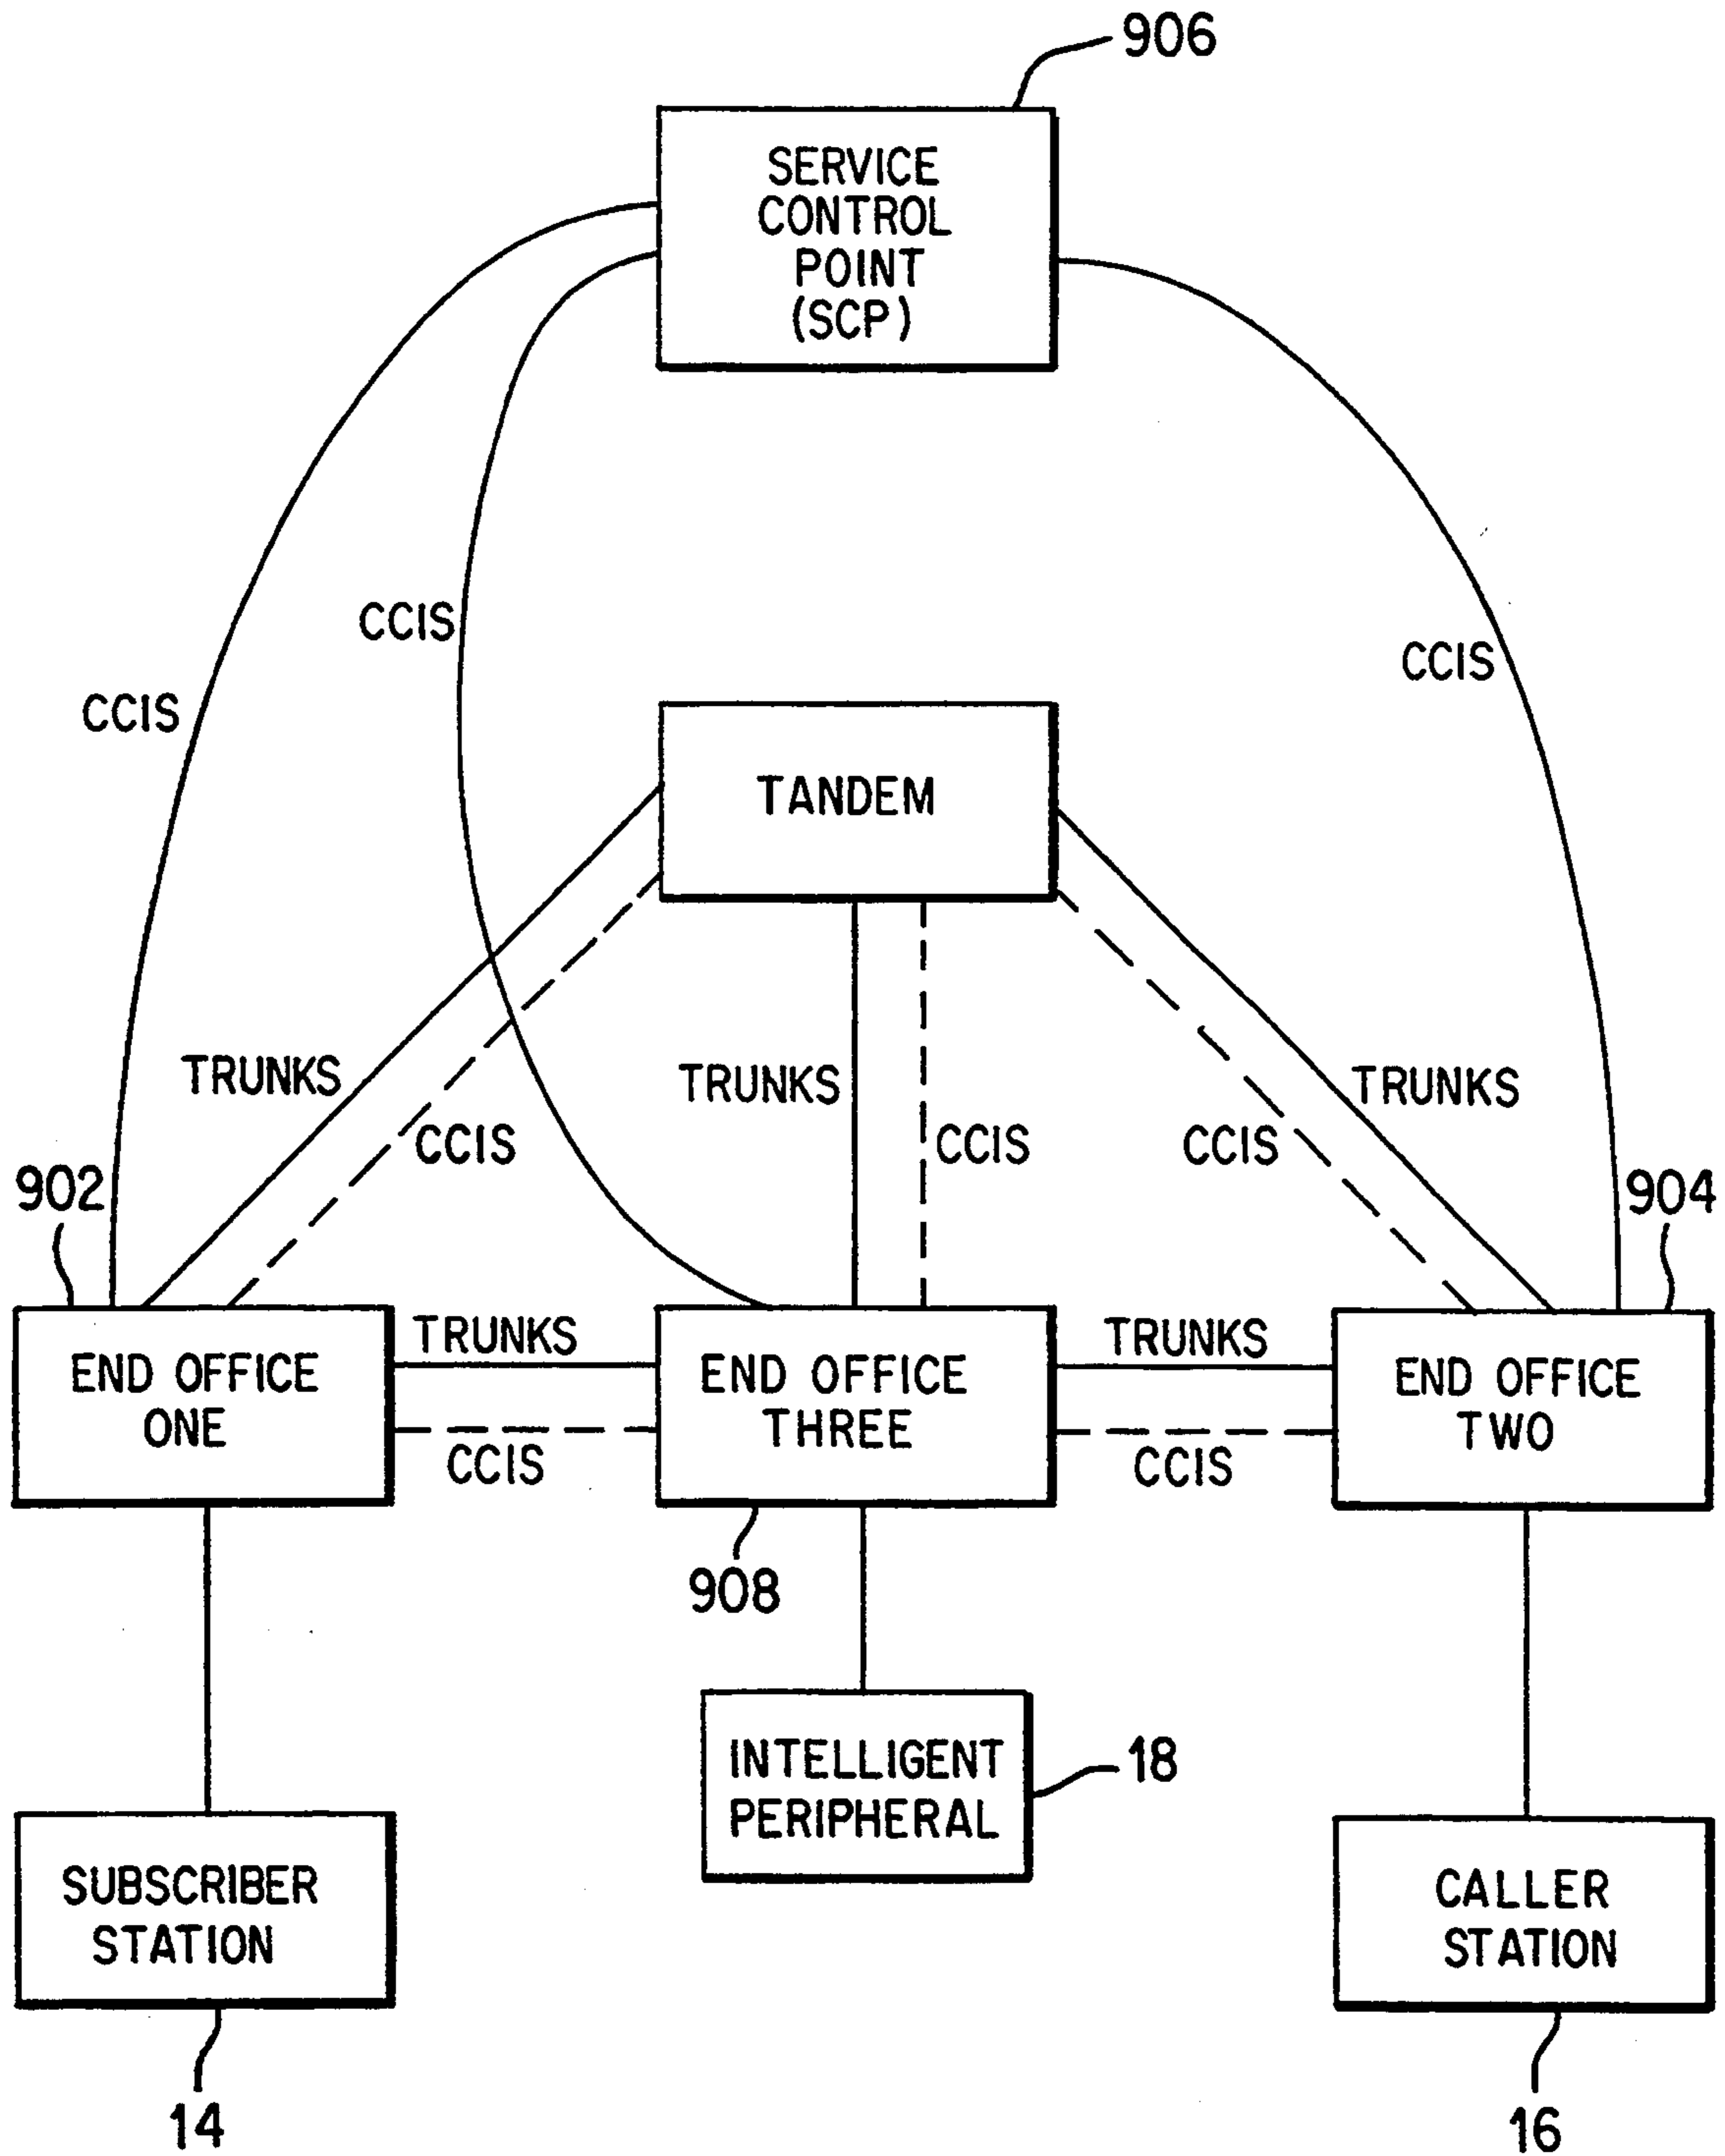 906
SERVICE
CONTROL
POINT
(SCP)
CCIS
CCIS
CCIS
TANDEM
TRUNKS
TRUNKS
TRUNKS
CCIS
CCIS
CCIS
902
904
TRUNKS
TRUNKS
END OFFICE
ONE
END OFFICE
THREE
END OFFICE
TWO
CCIS
CCIS
908
INTELLIGENT
PERIPHERAL
18
SUBSCRIBER
STATION
CALLER
STATION
14
16